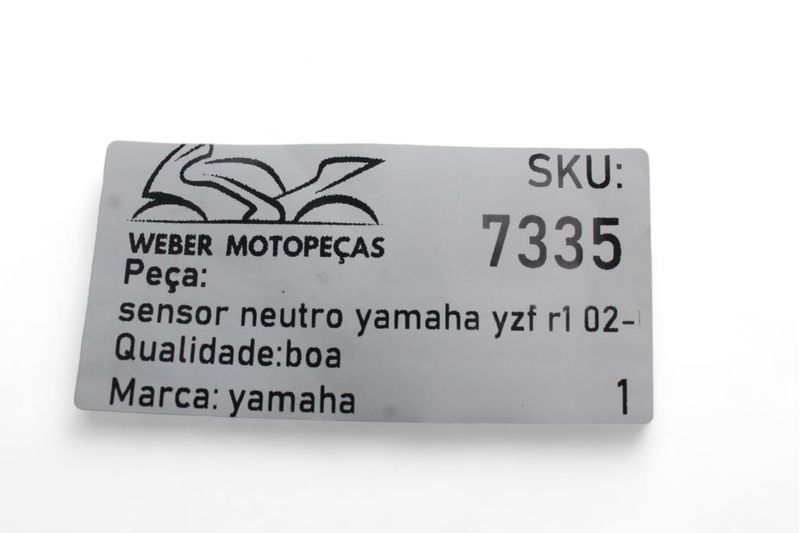 WEBER MOTOPEÇAS
SKU:
7335
Peça:
sensor neutro yamaha yzf r1 02-
Qualidade:boa
Marca: yamaha
1